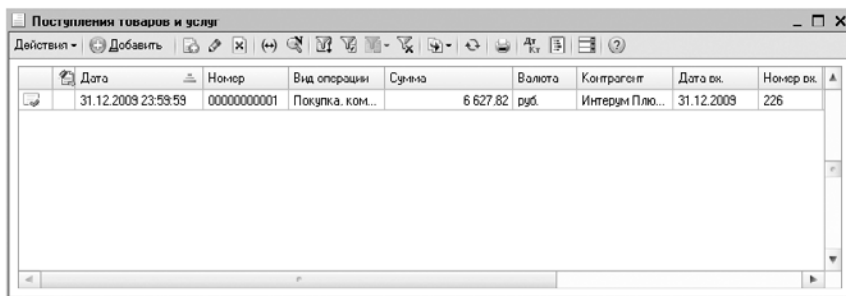 Поступления товаров и услуг
Действия Добавить
Дата Номер Вид операции Сумма Валюта Контрагент Дата вх. Номер вх.
31.12.2009 23:59:59 00000000001 Покупка. ком... 6 627.82 руб. Интерум Плю... 31.12.2009 226